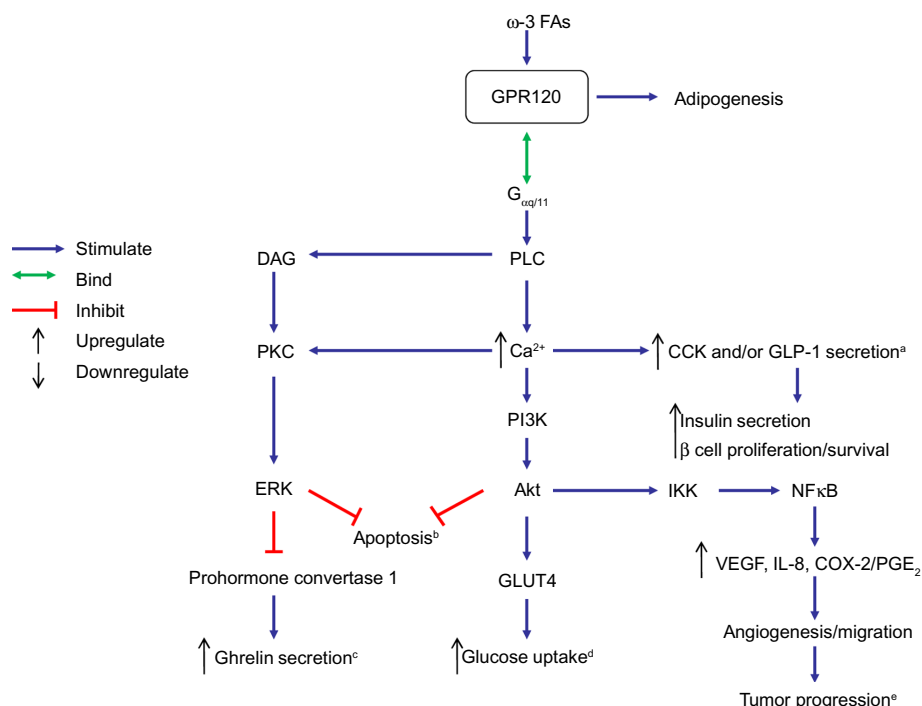 ω-3 FAs
GPR120
Adipogenesis
G αq/11
Stimulate
Bind
Inhibit
Upregulate
Downregulate
DAG
PLC
PKC
Ca2+
CCK and/or GLP-1 secretiona
Insulin secretion
β cell proliferation/survival
PI3K
ERK
Akt
IKK
NFκB
Apoptosisb
Prohormone convertase 1
GLUT4
VEGF, IL-8, COX-2/PGE2
Angiogenesis/migration
Ghrelin secretionc
Glucose uptaked
Tumor progressione